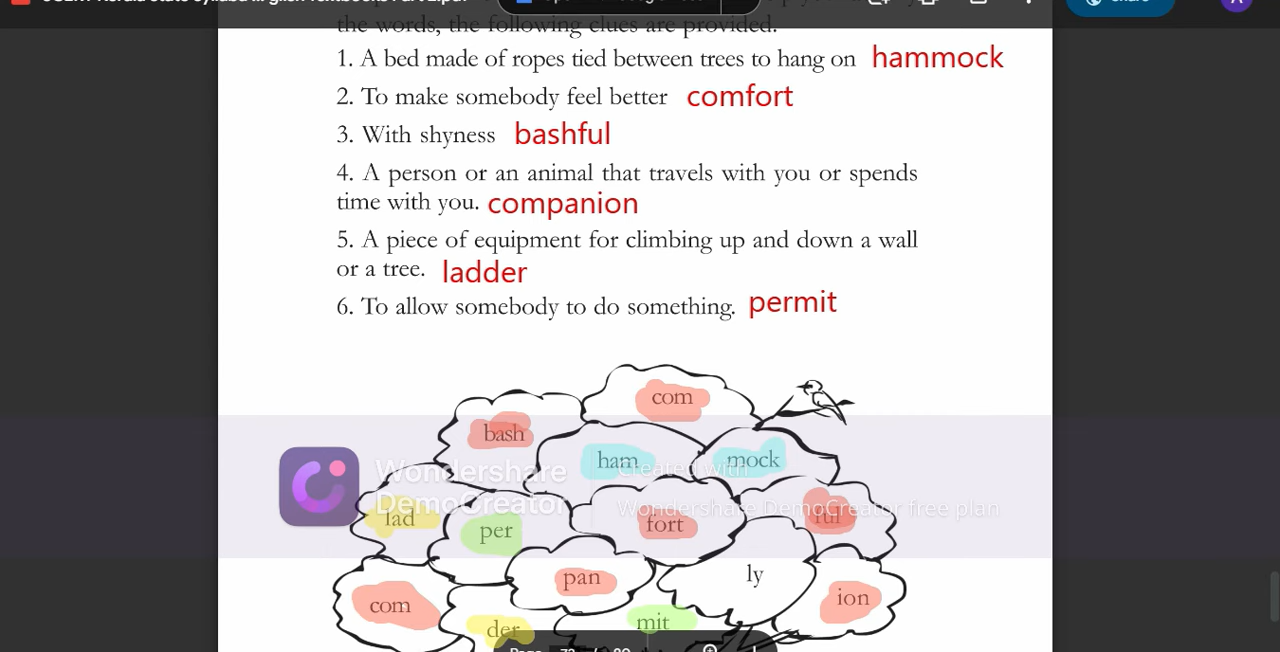 the words, the following clues are provided.
1. A bed made of ropes tied between trees to hang on hammock
2. To make somebody feel better comfort
3. With shyness bashful
4. A person or an animal that travels with you or spends
time with you. companion
5. A piece of equipment for climbing up and down a wall
or a tree. ladder
6. To allow somebody to do something. permit
com
bash
ham mock
Wondershare
DemoCreator
Created with
Wondershare DemoCreator free plan
lad per fort ful
pan ly
com ion
der mit